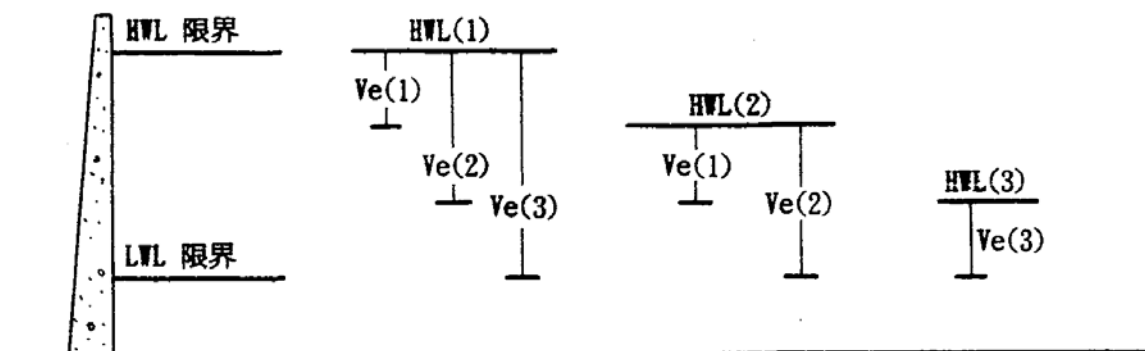 HWL 限界
HWL(1)
Ve(1)
Ve(2)
Ve(3)
HWL(2)
Ve(1)
Ve(2)
HWL(3)
Ve(3)
LWL 限界